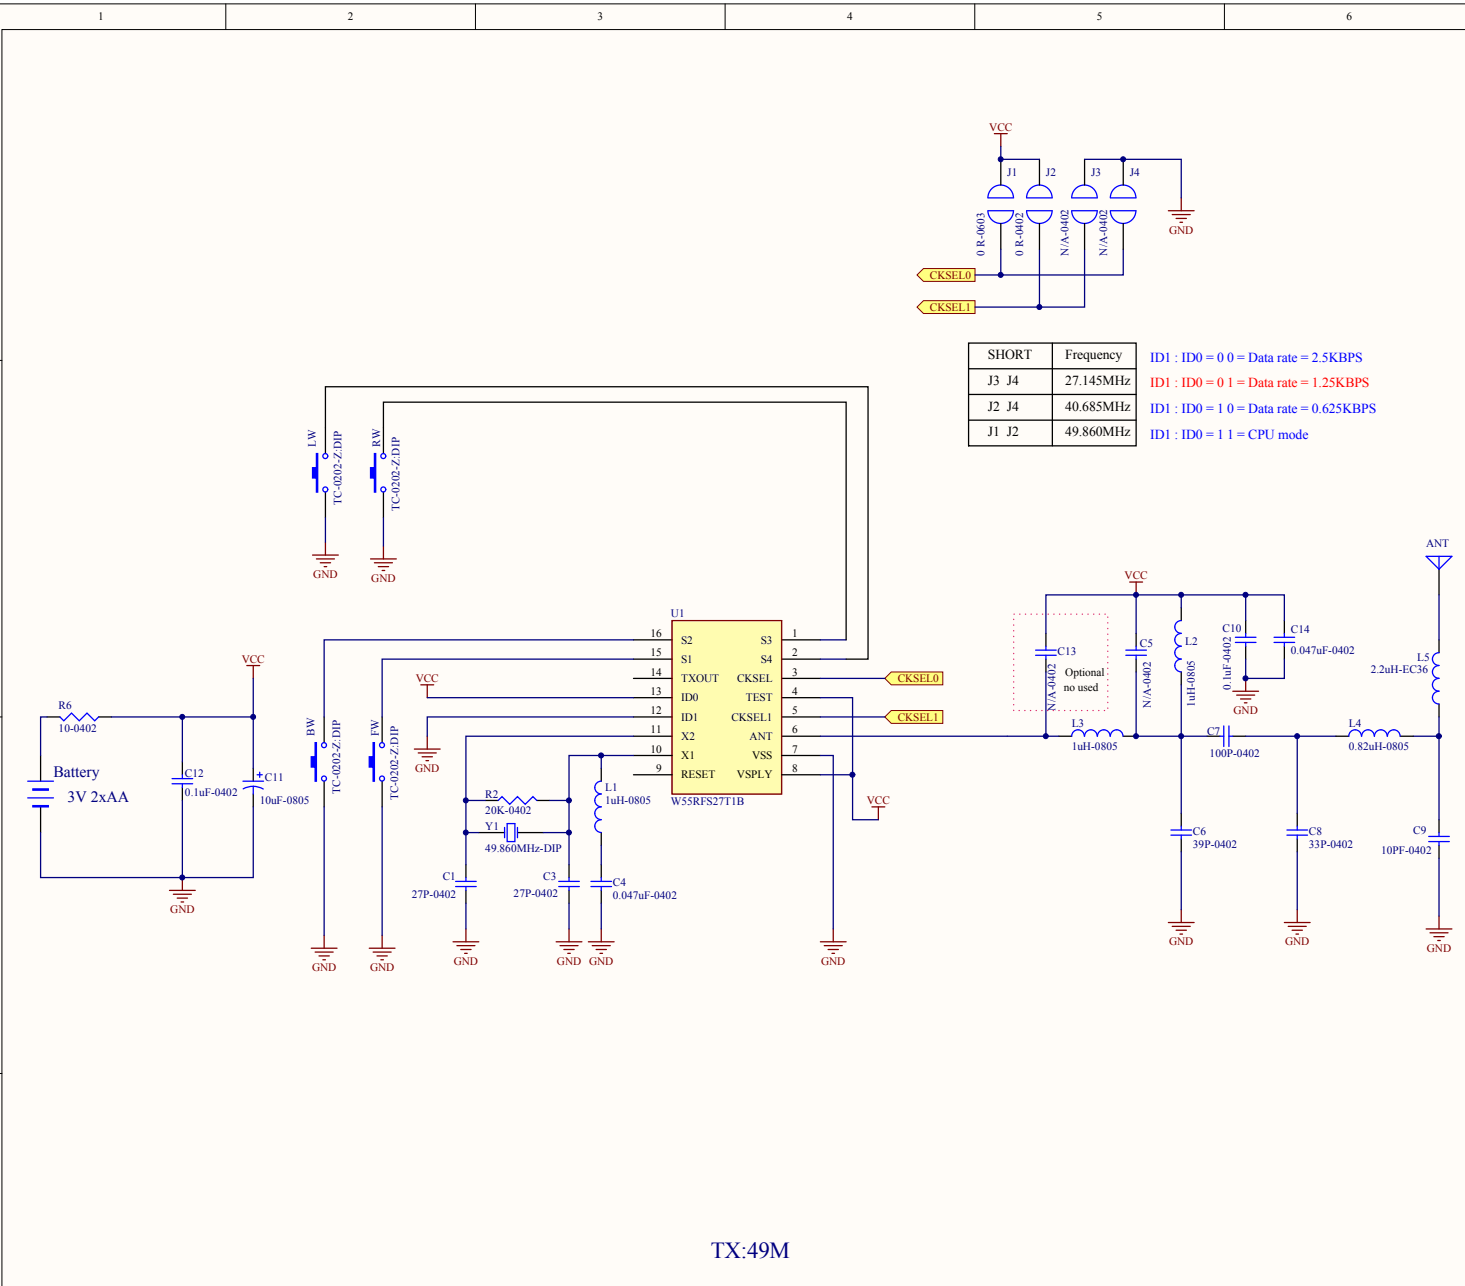 1 2 3 4 5 6
VCC
J1 J2 J3 J4
0 R-0603
0 R-0402
N/A-0402
N/A-0402
GND
CKSEL0
CKSEL1
SHORT Frequency
J3 J4 27.145MHz
J2 J4 40.685MHz
J1 J2 49.860MHz
ID1 : ID0 = 0 0 = Data rate = 2.5KBPS
ID1 : ID0 = 0 1 = Data rate = 1.25KBPS
ID1 : ID0 = 1 0 = Data rate = 0.625KBPS
ID1 : ID0 = 1 1 = CPU mode
LW
TC-0202-Z:DIP
RW
TC-0202-Z:DIP
GND
GND
U1
16 S2
15 S1
14 TXOUT
13 ID0
12 ID1
11 X2
10 X1
9 RESET
S3 1
S4 2
CKSEL 3
TEST 4
CKSEL1 5
ANT 6
VSS 7
VSPLY 8
W55RFS27T1B
CKSEL0
CKSEL1
VCC
GND
VCC
GND
VCC
R6
10-0402
Battery
3V 2xAA
C12
0.1uF-0402
+
C11
10uF-0805
GND
BW
TC-0202-Z:DIP
FW
TC-0202-Z:DIP
GND
GND
R2
20K-0402
Y1
49.860MHz-DIP
L1
1uH-0805
C1
27P-0402
C3
27P-0402
C4
0.047uF-0402
GND
GND
GND
VCC
C13
N/A-0402
Optional
no used
C5
N/A-0402
L2
1uH-0805
C10
0.1uF-0402
C14
0.047uF-0402
GND
L3
1uH-0805
C7
100P-0402
L4
0.82uH-0805
ANT
L5
2.2uH-EC36
C6
39P-0402
C8
33P-0402
C9
10PF-0402
GND
GND
GND
TX:49M